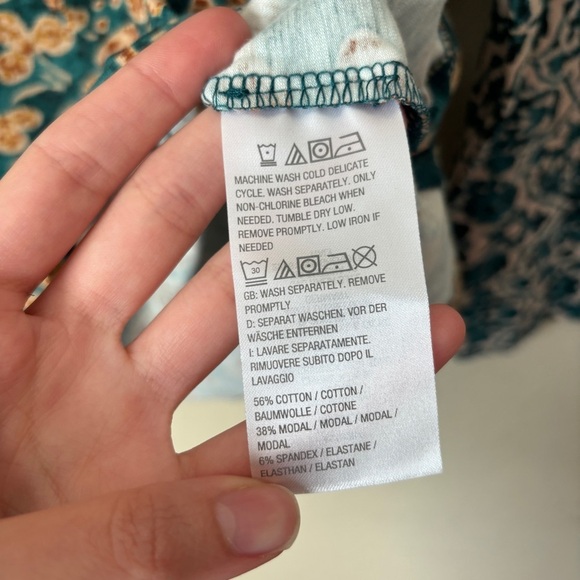 MACHINE WASH COLD DELICATE
CYCLE. WASH SEPARATELY. ONLY
NON-CHLORINE BLEACH WHEN
NEEDED. TUMBLE DRY LOW.
REMOVE PROMPTLY. LOW IRON IF
NEEDED
30
GB: WASH SEPARATELY. REMOVE
PROMPTLY
D: SEPARAT WASCHEN. VOR DER
WÄSCHE ENTFERNEN
I: LAVARE SEPARATAMENTE.
RIMUOVERE SUBITO DOPO IL
LAVAGGIO
56% COTTON / COTTON /
BAUMWOLLE / COTONE
38% MODAL / MODAL / MODAL /
MODAL
6% SPANDEX / ELASTANE /
ELASTHAN / ELASTAN